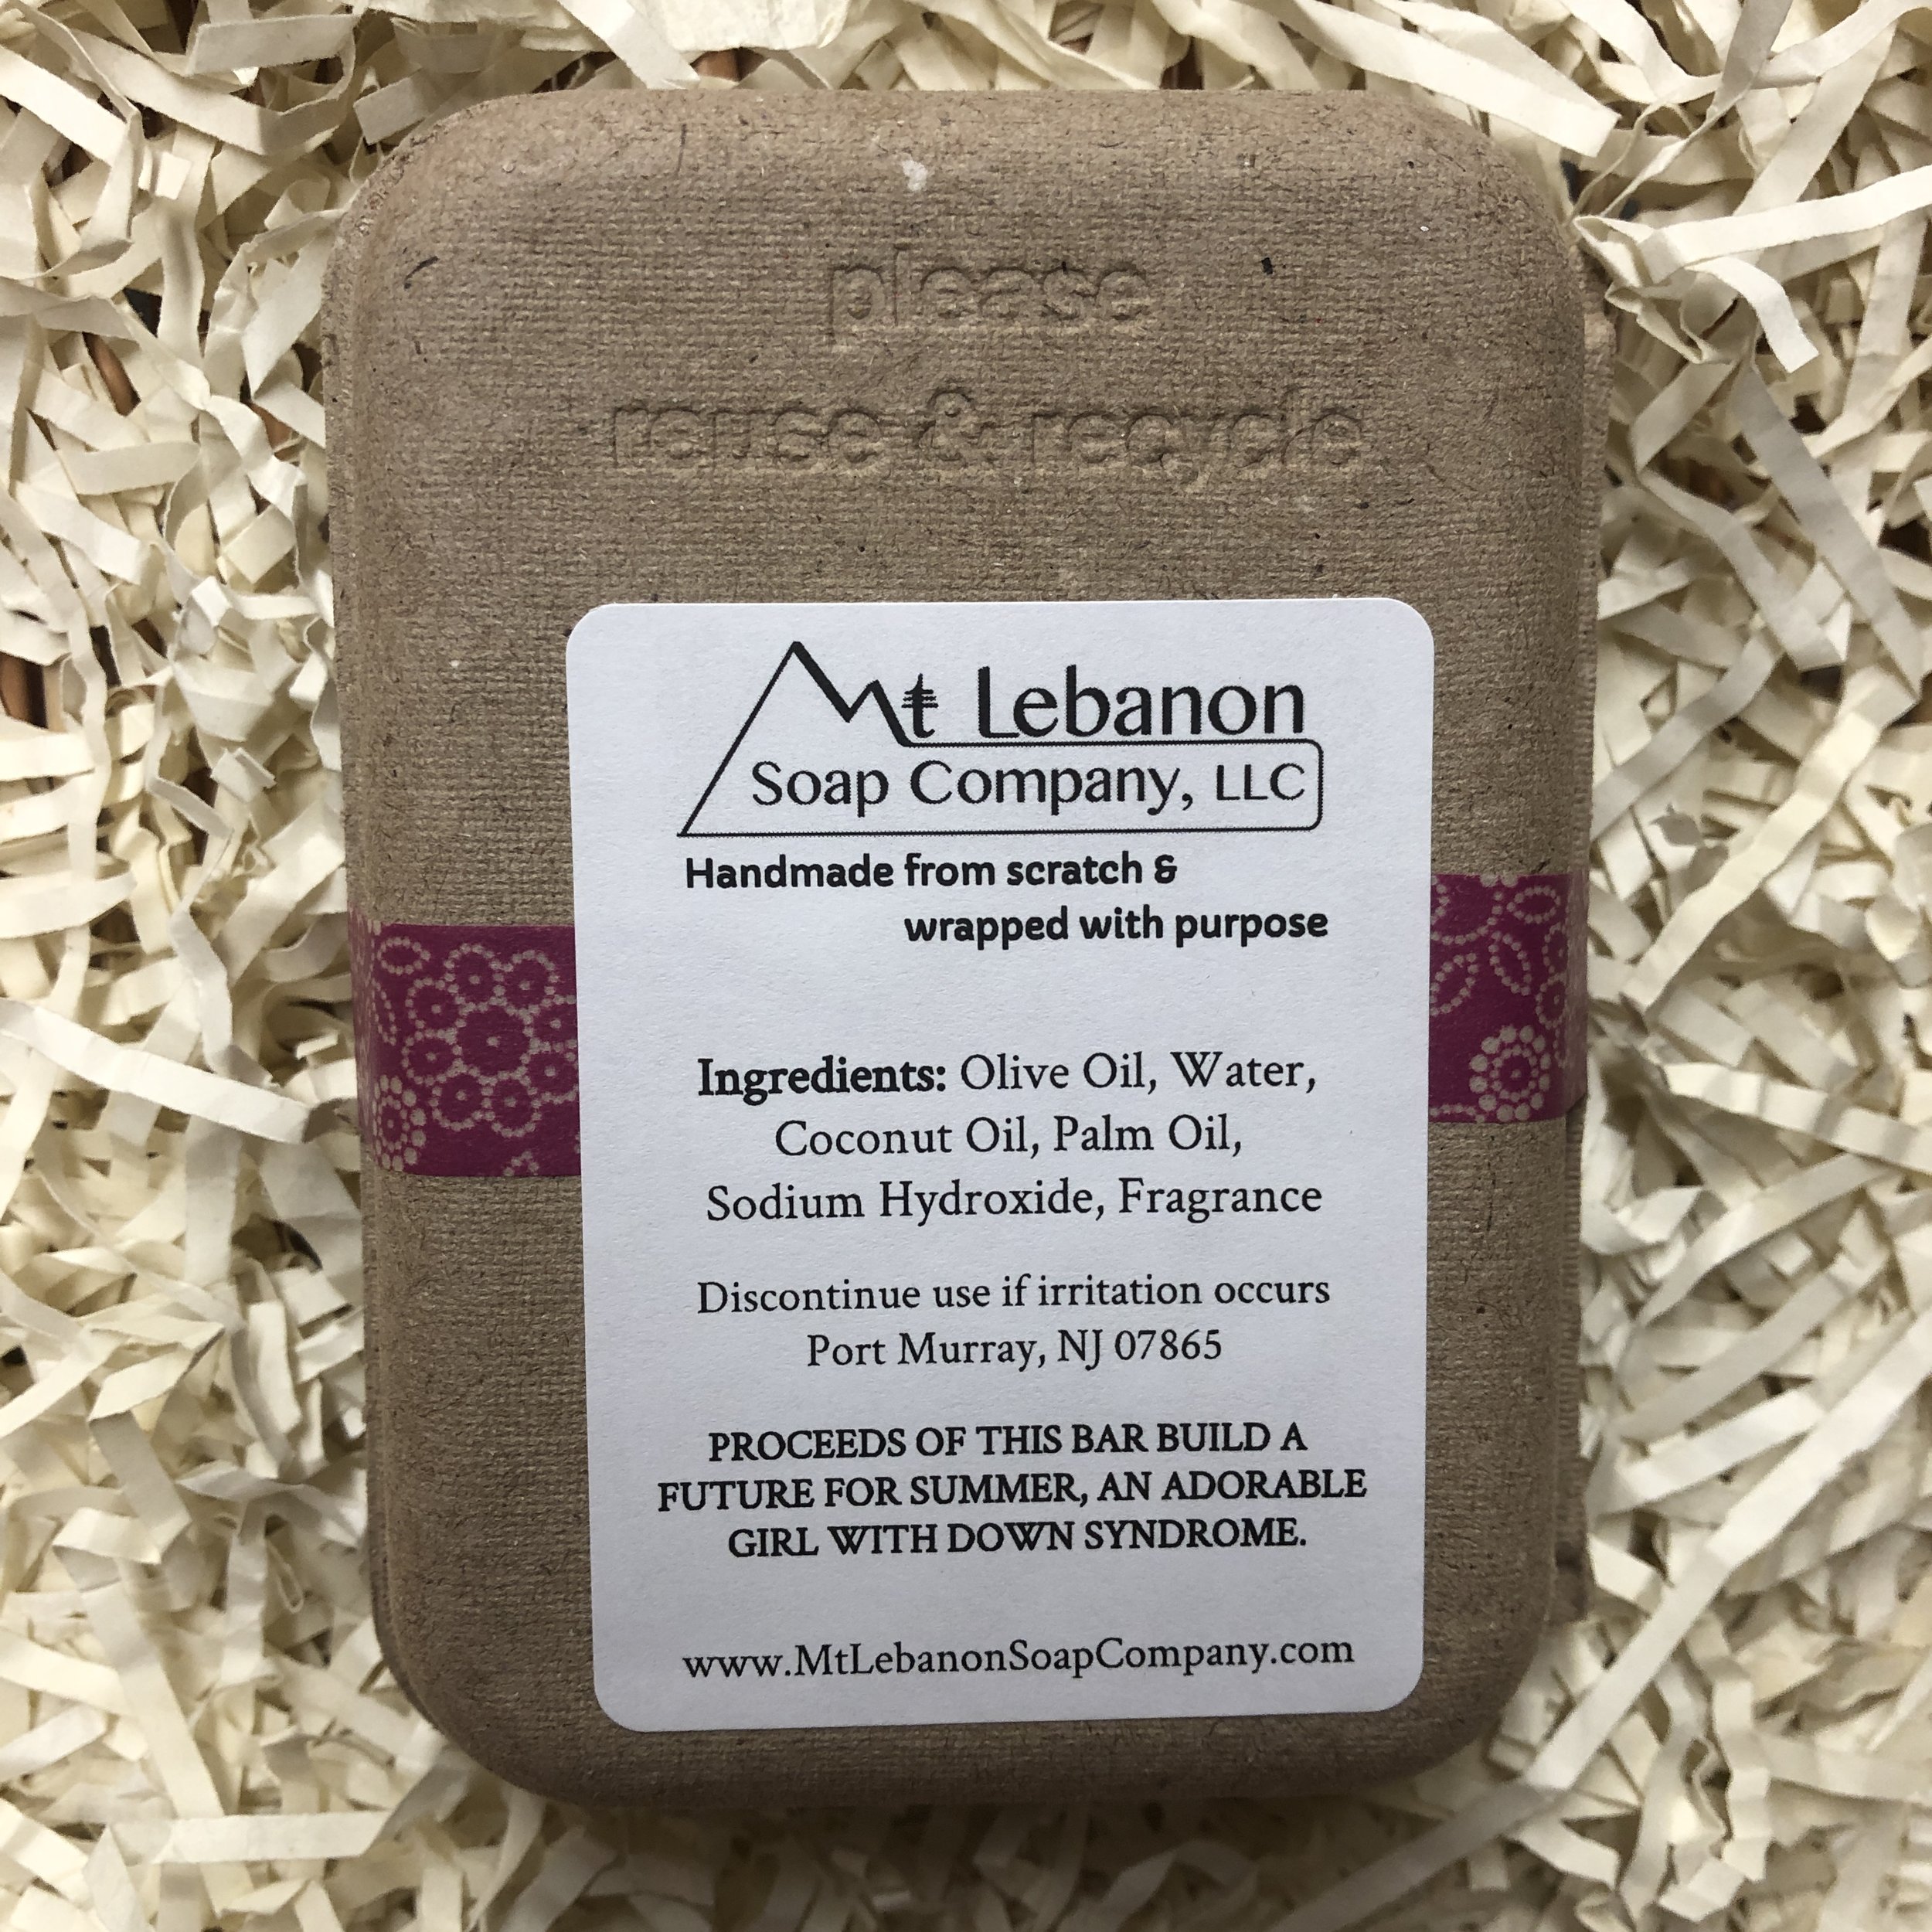 please
reuse & recycle
Mt Lebanon
Soap Company, LLC
Handmade from scratch &
wrapped with purpose
Ingredients: Olive Oil, Water,
Coconut Oil, Palm Oil,
Sodium Hydroxide, Fragrance
Discontinue use if irritation occurs
Port Murray, NJ 07865
PROCEEDS OF THIS BAR BUILD A
FUTURE FOR SUMMER, AN ADORABLE
GIRL WITH DOWN SYNDROME.
www.MtLebanonSoapCompany.com